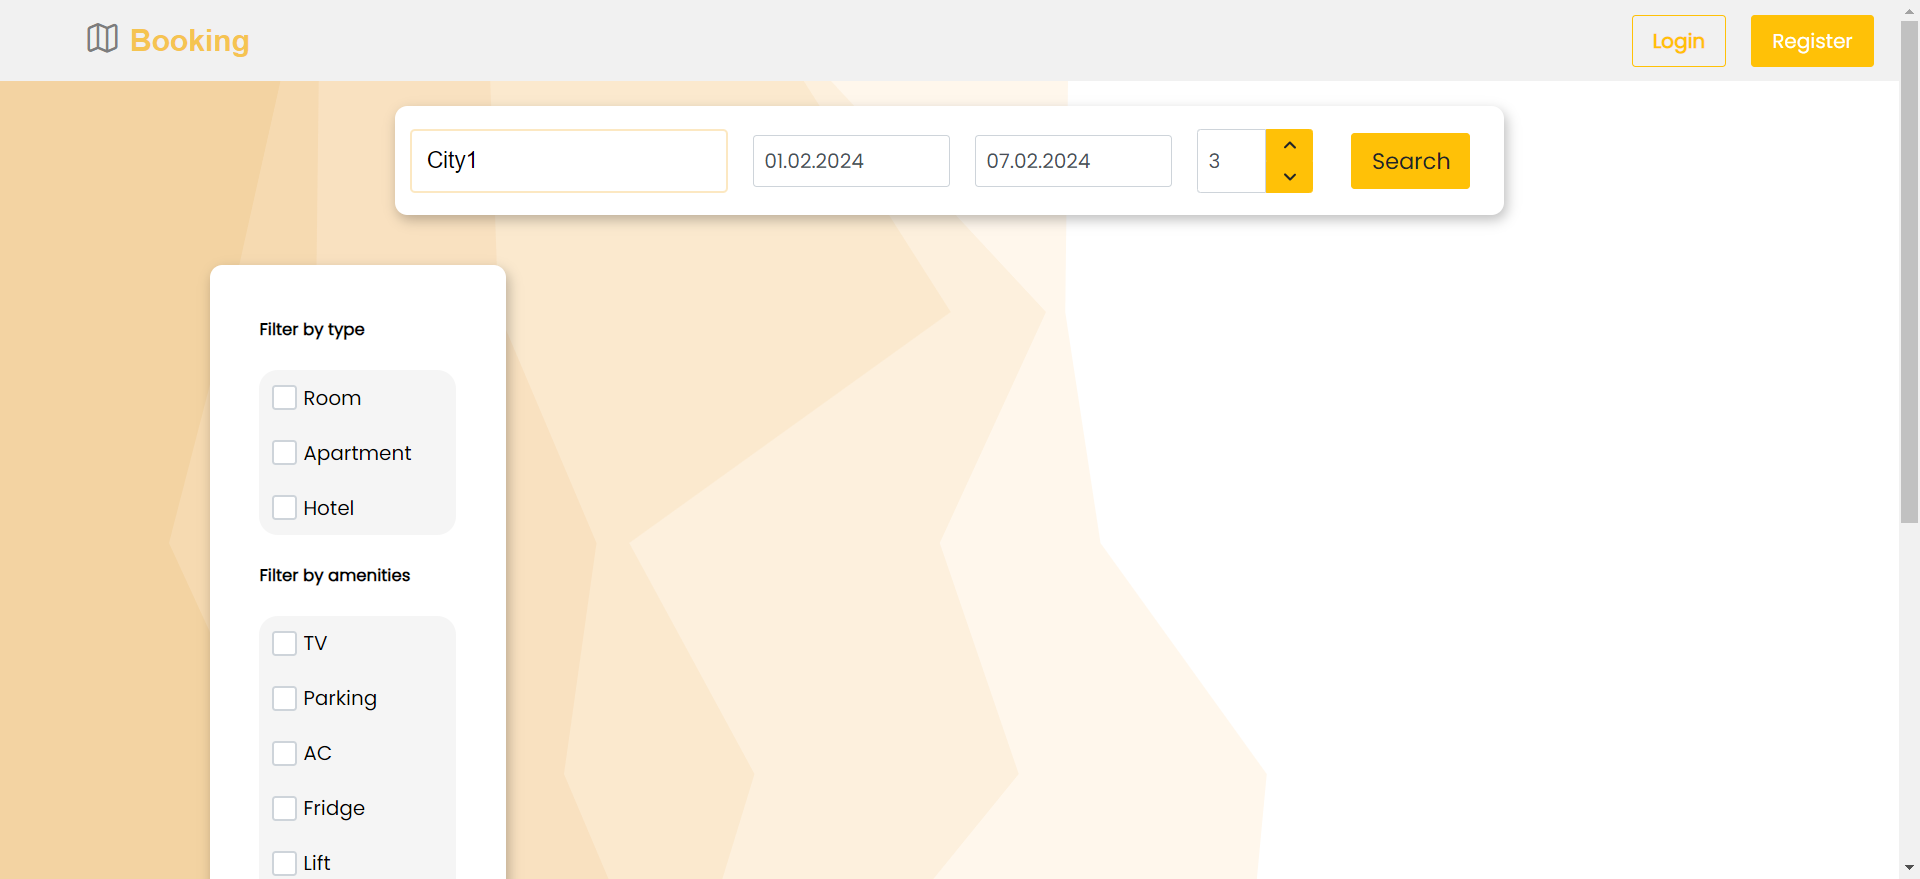 Booking
Login
Register
City1
01.02.2024
07.02.2024
3
Search
Filter by type
Room
Apartment
Hotel
Filter by amenities
TV
Parking
AC
Fridge
Lift